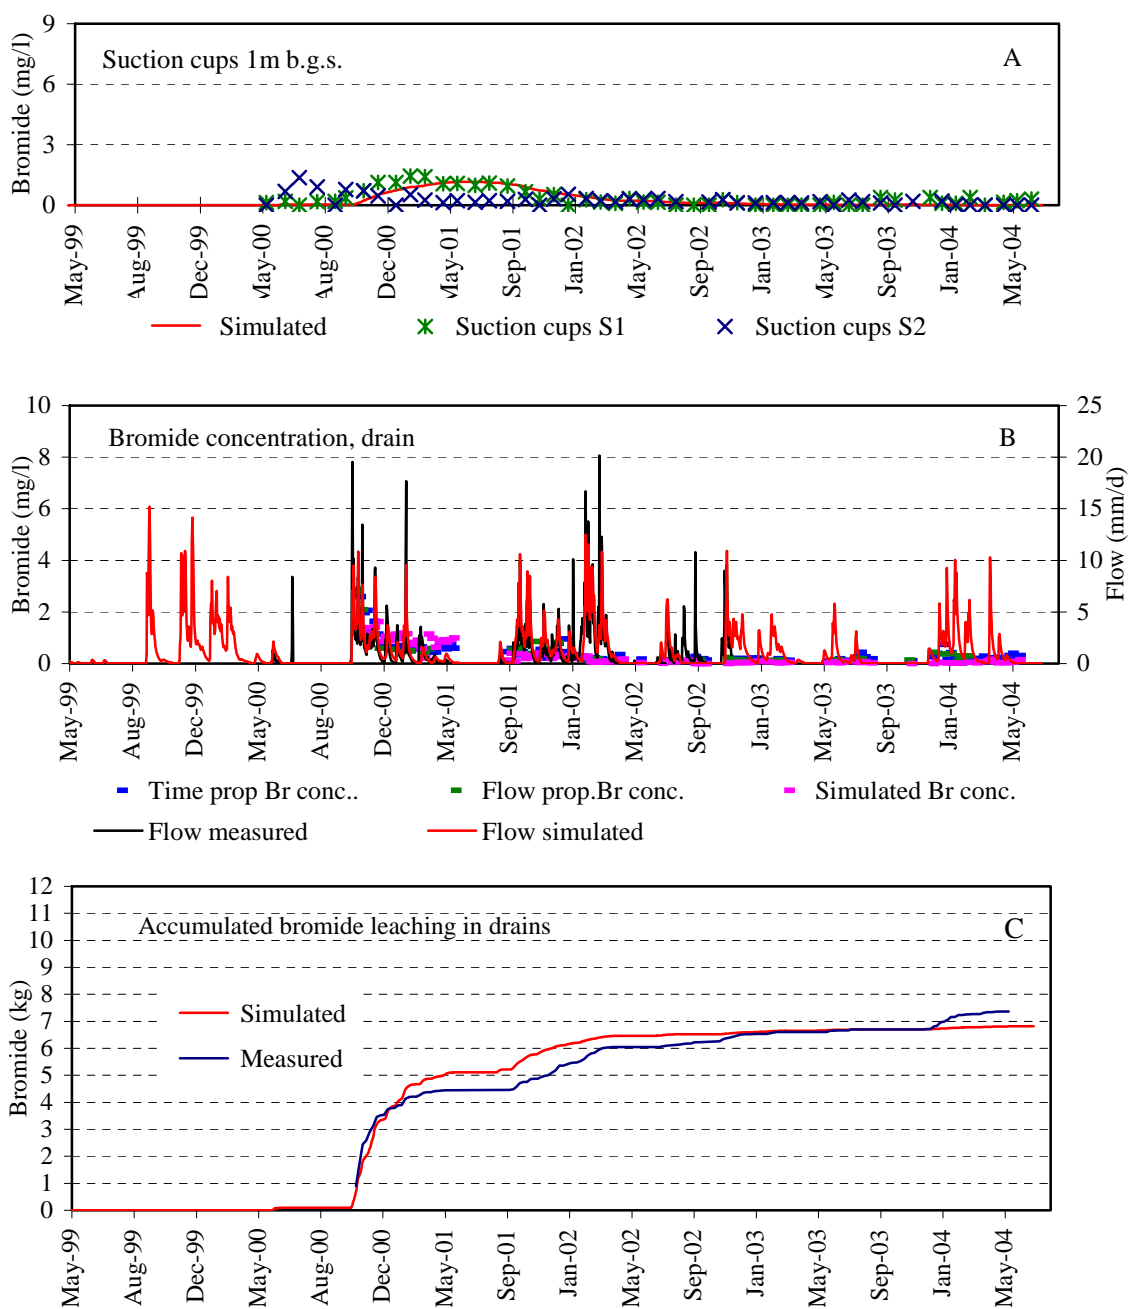 Suction cups 1m b.g.s.
A
Bromide (mg/l)
9
6
3
0
May-99
Aug-99
Dec-99
May-00
Aug-00
Dec-00
May-01
Sep-01
Jan-02
May-02
Sep-02
Jan-03
May-03
Sep-03
Jan-04
May-04
Simulated
Suction cups S1
Suction cups S2
Bromide concentration, drain
B
Bromide (mg/l)
10
8
6
4
2
0
Flow (mm/d)
25
20
15
10
5
0
May-99
Aug-99
Dec-99
May-00
Aug-00
Dec-00
May-01
Sep-01
Jan-02
May-02
Sep-02
Jan-03
May-03
Sep-03
Jan-04
May-04
Time prop Br conc..
Flow prop.Br conc.
Simulated Br conc.
Flow measured
Flow simulated
Accumulated bromide leaching in drains
C
Bromide (kg)
12
11
10
9
8
7
6
5
4
3
2
1
0
Simulated
Measured
May-99
Aug-99
Dec-99
May-00
Aug-00
Dec-00
May-01
Sep-01
Jan-02
May-02
Sep-02
Jan-03
May-03
Sep-03
Jan-04
May-04